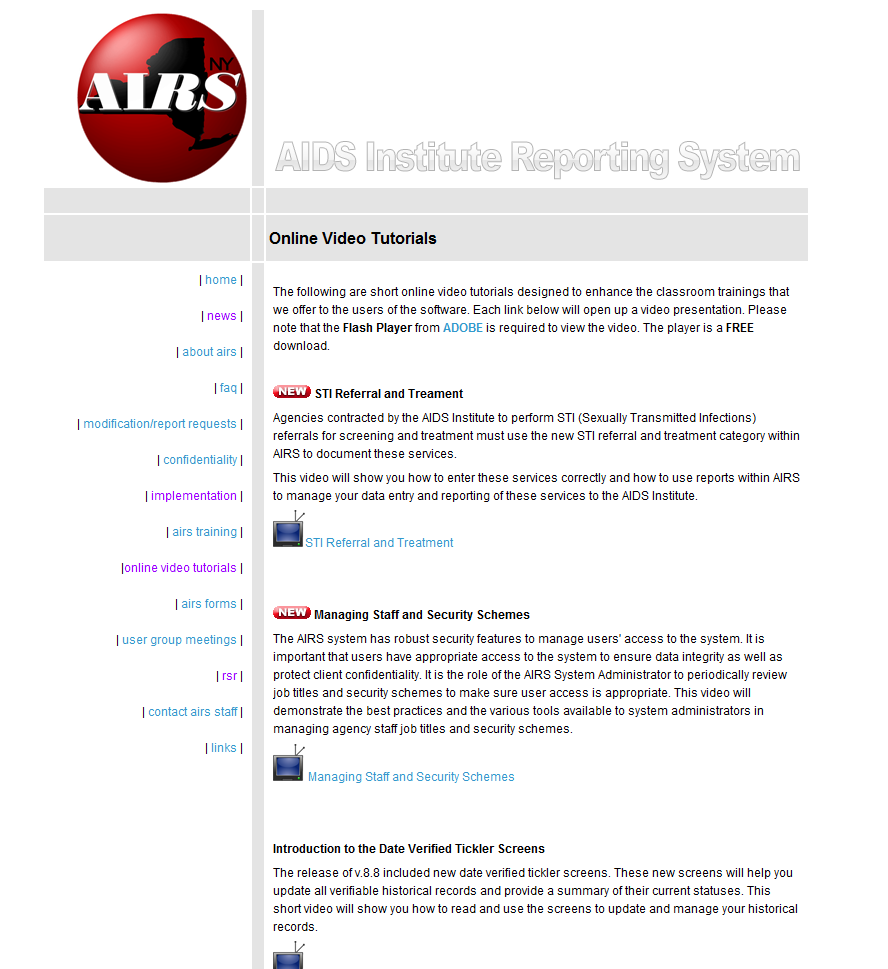 NY
AIRS
AIDS Institute Reporting System
Online Video Tutorials
| home |
| news |
| about airs |
| faq |
| modification/report requests |
| confidentiality |
| implementation |
| airs training |
|online video tutorials |
| airs forms |
| user group meetings |
| rsr |
| contact airs staff |
| links |
The following are short online video tutorials designed to enhance the classroom trainings that
we offer to the users of the software. Each link below will open up a video presentation. Please
note that the Flash Player from ADOBE is required to view the video. The player is a FREE
download.
NEW STI Referral and Treament
Agencies contracted by the AIDS Institute to perform STI (Sexually Transmitted Infections)
referrals for screening and treatment must use the new STI referral and treatment category within
AIRS to document these services.
This video will show you how to enter these services correctly and how to use reports within AIRS
to manage your data entry and reporting of these services to the AIDS Institute.
STI Referral and Treatment
NEW Managing Staff and Security Schemes
The AIRS system has robust security features to manage users' access to the system. It is
important that users have appropriate access to the system to ensure data integrity as well as
protect client confidentiality. It is the role of the AIRS System Administrator to periodically review
job titles and security schemes to make sure user access is appropriate. This video will
demonstrate the best practices and the various tools available to system administrators in
managing agency staff job titles and security schemes.
Managing Staff and Security Schemes
Introduction to the Date Verified Tickler Screens
The release of v.8.8 included new date verified tickler screens. These new screens will help you
update all verifiable historical records and provide a summary of their current statuses. This
short video will show you how to read and use the screens to update and manage your historical
records.